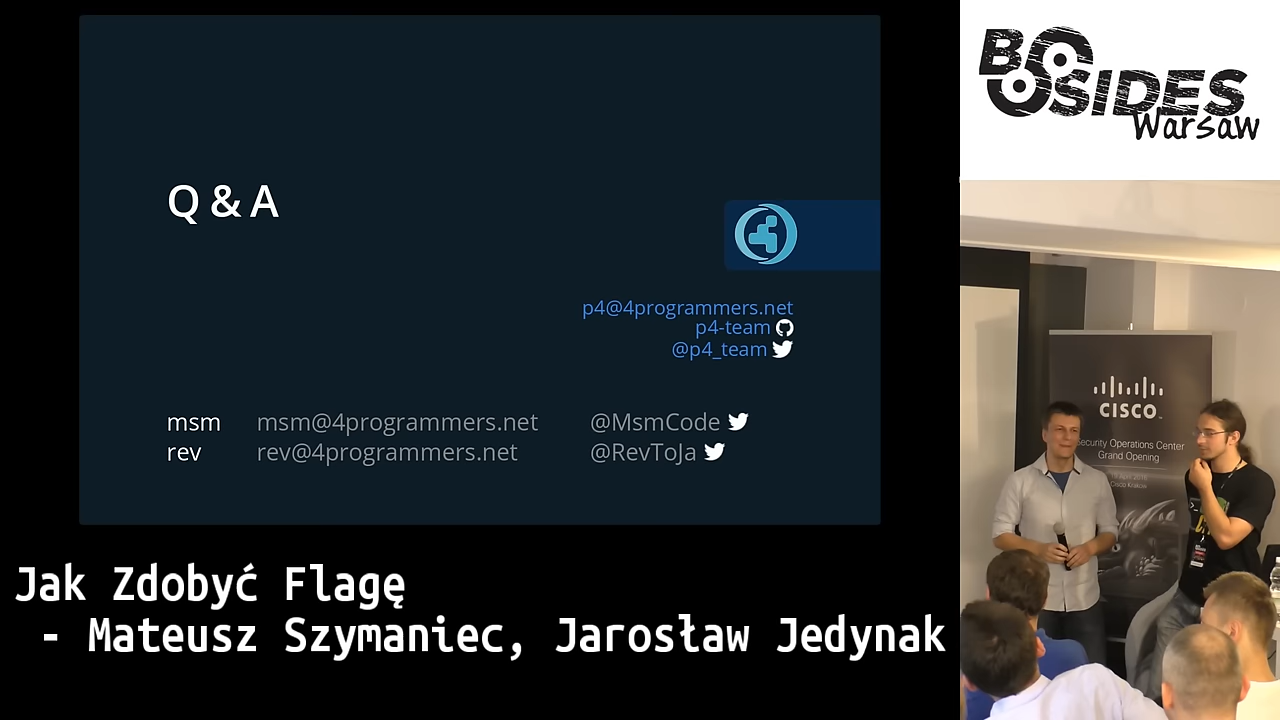 Q & A
p4@4programmers.net
p4-team
@p4_team
msm msm@4programmers.net @MsmCode
rev rev@4programmers.net @RevToJa
Jak Zdobyć Flagę
- Mateusz Szymaniec, Jarosław Jedynak
BSIDES
Warsaw
CISCO
Security Operations Center
Grand Opening